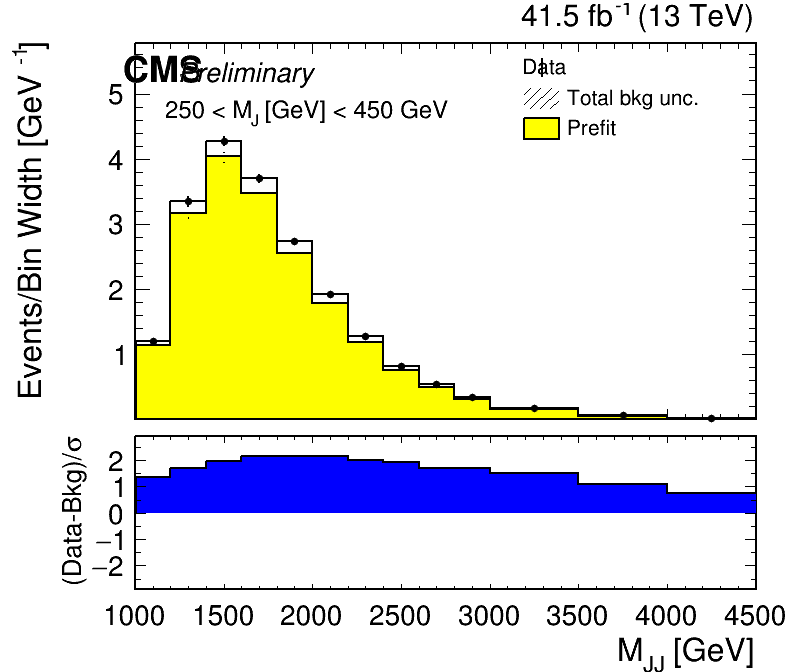 41.5 fb⁻¹ (13 TeV)
CMS Preliminary
250 < M_J [GeV] < 450 GeV
Data
Total bkg unc.
Prefit
Events/Bin Width [GeV⁻¹]
5
4
3
2
1
(Data-Bkg)/σ
2
1
0
−1
−2
1000 1500 2000 2500 3000 3500 4000 4500
M_JJ [GeV]